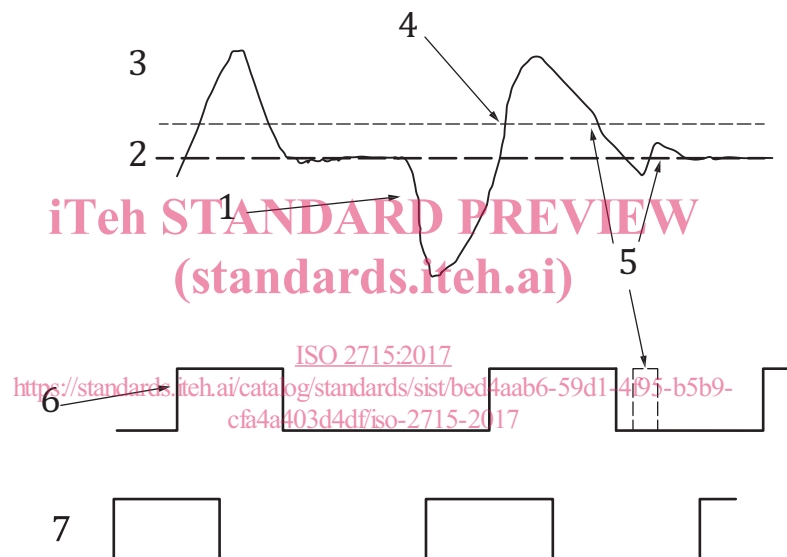 4
3
2
1
iTeh STANDARD PREVIEW
(standards.iteh.ai)
5
ISO 2715:2017
https://standards.iteh.ai/catalog/standards/sist/bed4aab6-59d1-4f95-b5b9-
6
cfa4a403d4df/iso-2715-2017
7